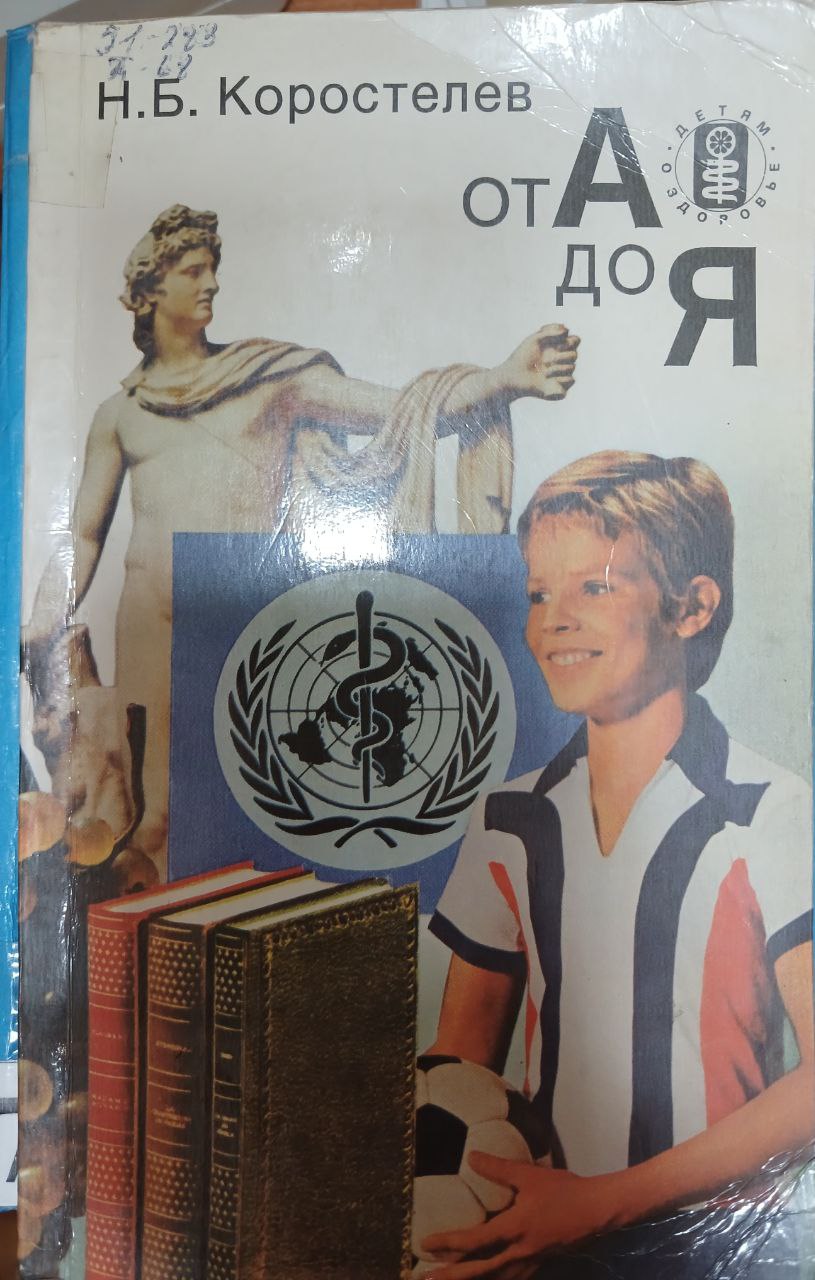 Н.Б. Коростелев
от А
до Я
ДЕТЯМ
О ЗДОРОВЬЕ